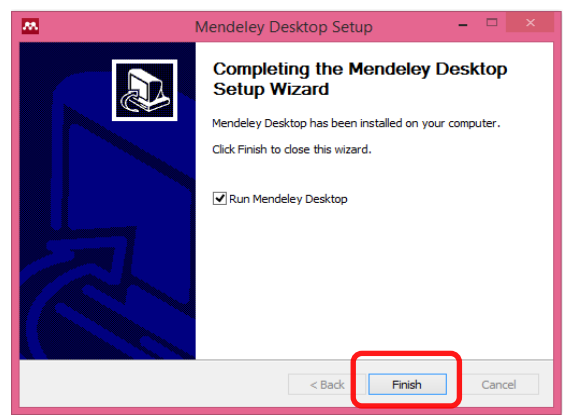 Mendeley Desktop Setup
Completing the Mendeley Desktop
Setup Wizard
Mendeley Desktop has been installed on your computer.
Click Finish to close this wizard.
Run Mendeley Desktop
< Back Finish Cancel